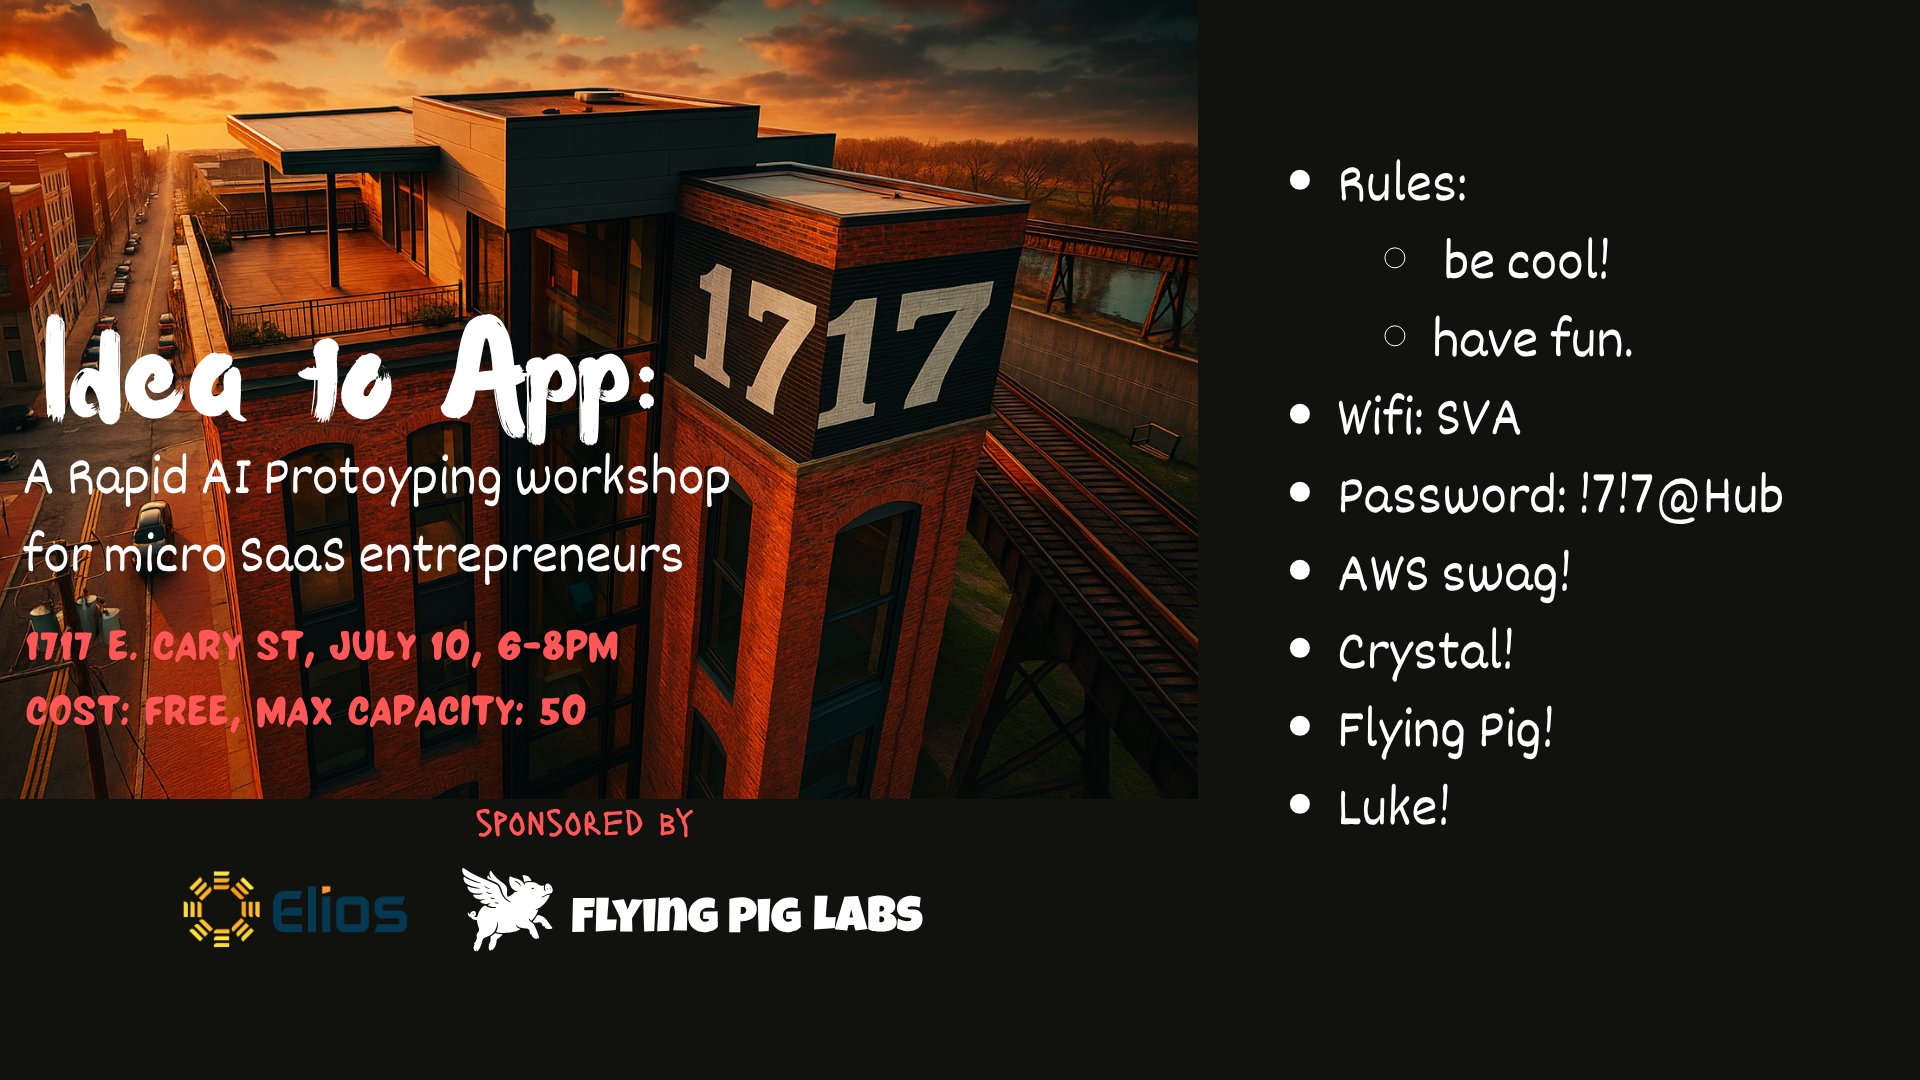 1717
Idea to App:
A Rapid AI Protoyping workshop
for micro SaaS entrepreneurs
1717 E. CARY ST, JULY 10, 6-8PM
COST: FREE, MAX CAPACITY: 50
SPONSORED BY
Elios
FLYING PIG LABS
Rules:
be cool!
have fun.
Wifi: SVA
Password: !7!7@Hub
AWS swag!
Crystal!
Flying Pig!
Luke!